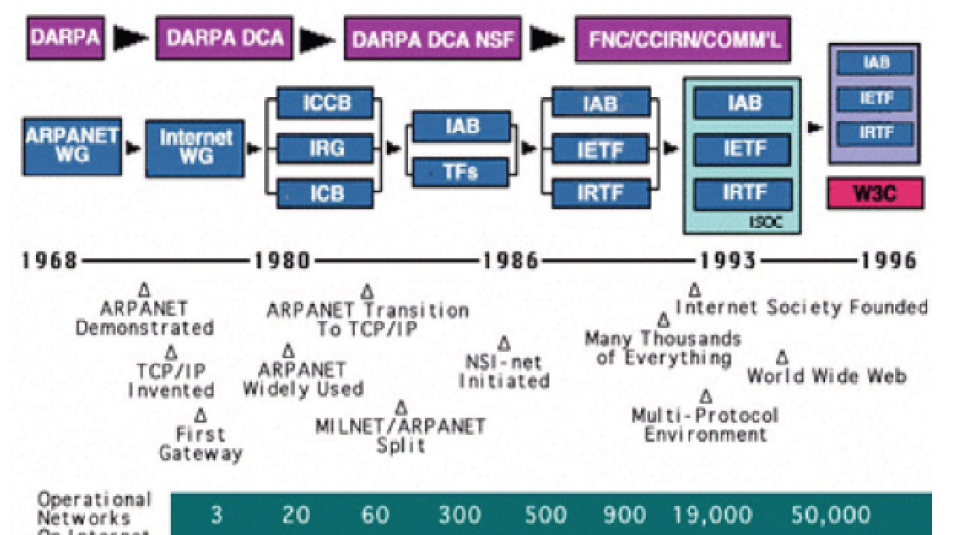 DARPA
DARPA DCA
DARPA DCA NSF
FNC/CCIRN/COMM'L
IAB
IETF
IRTF
ARPANET
WG
Internet
WG
ICCB
IRG
ICB
IAB
TFs
IAB
IETF
IRTF
IAB
IETF
IRTF
ISOC
W3C
1968
1980
1986
1993
1996
ARPANET
Demonstrated
ARPANET Transition
To TCP/IP
Internet Society Founded
TCP/IP
Invented
ARPANET
Widely Used
NSI-net
Initiated
Many Thousands
of Everything
World Wide Web
First
Gateway
MILNET/ARPANET
Split
Multi-Protocol
Environment
Operational
Networks
On Internet
3 20 60 300 500 900 19,000 50,000